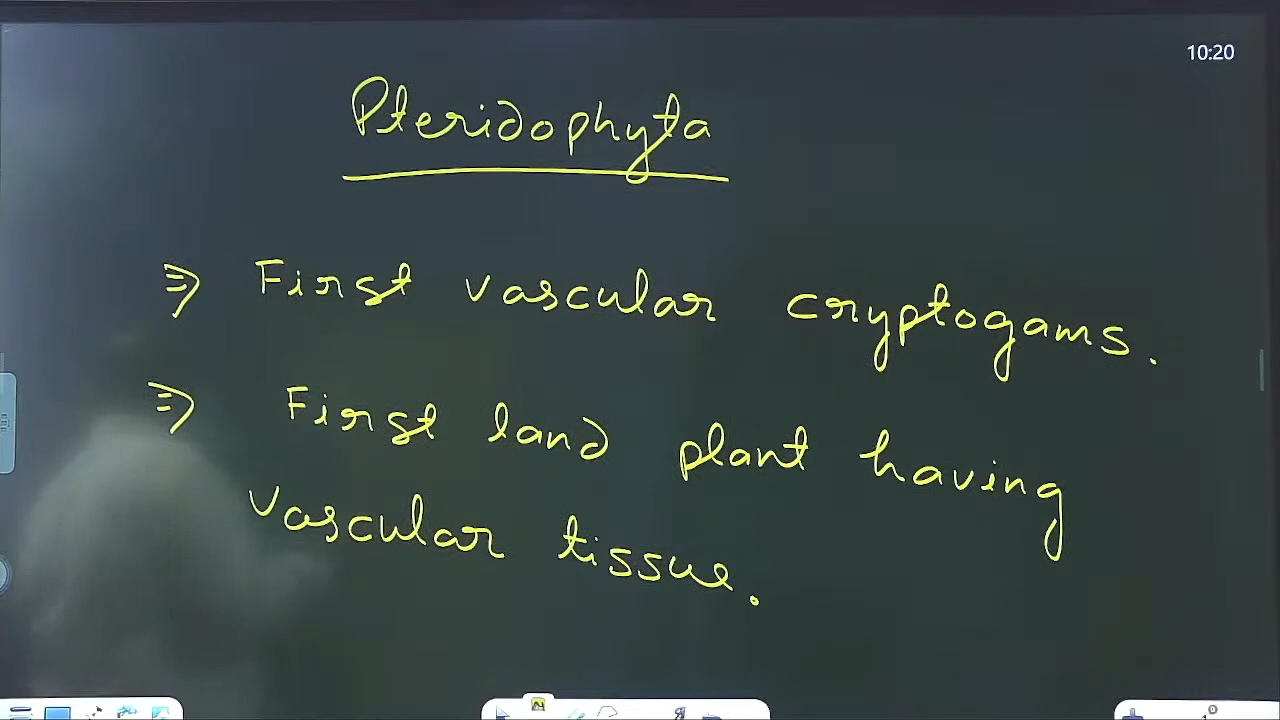 10:20
Pteridophyta
⇒ First vascular cryptogams.
⇒ First land plant having
vascular tissue.